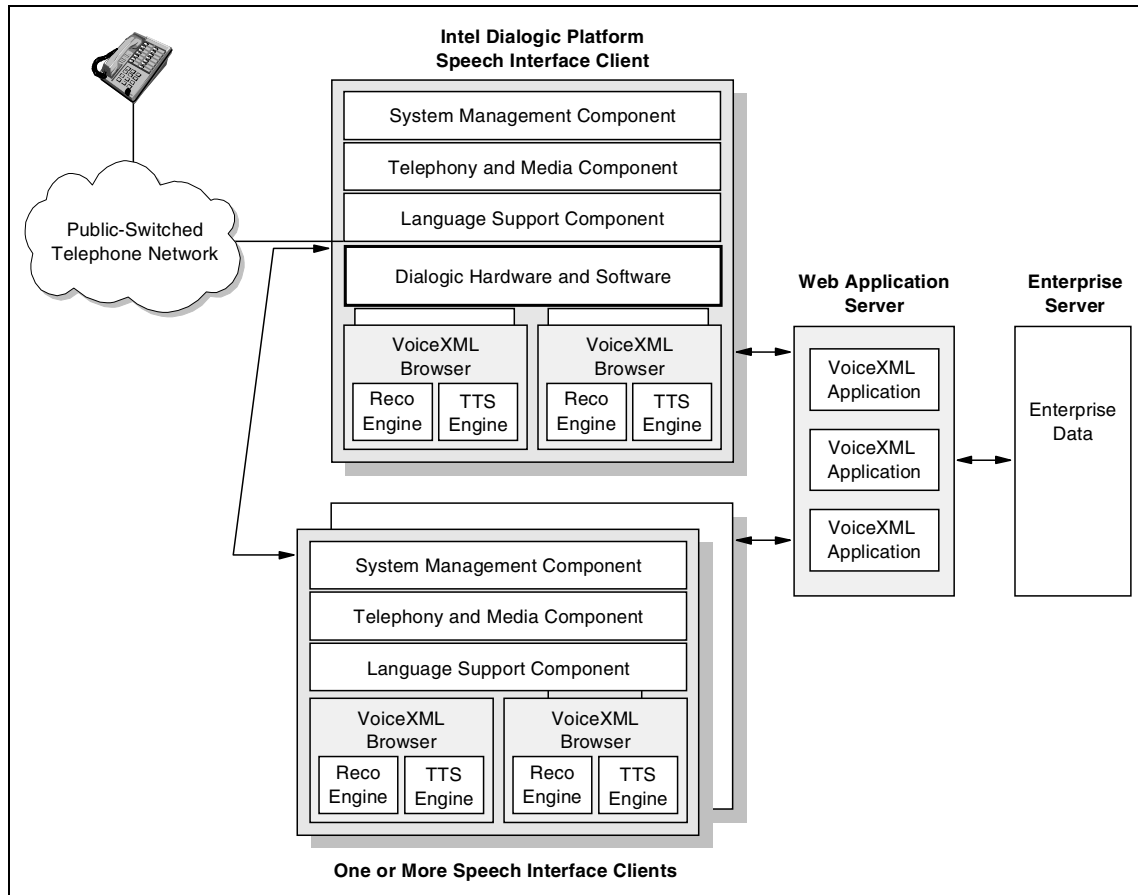 Intel Dialogic Platform
Speech Interface Client
System Management Component
Telephony and Media Component
Language Support Component
Dialogic Hardware and Software
VoiceXML
Browser
Reco
Engine
TTS
Engine
VoiceXML
Browser
Reco
Engine
TTS
Engine
Public-Switched
Telephone Network
Web Application
Server
VoiceXML
Application
VoiceXML
Application
VoiceXML
Application
Enterprise
Server
Enterprise
Data
System Management Component
Telephony and Media Component
Language Support Component
VoiceXML
Browser
Reco
Engine
TTS
Engine
VoiceXML
Browser
Reco
Engine
TTS
Engine
One or More Speech Interface Clients